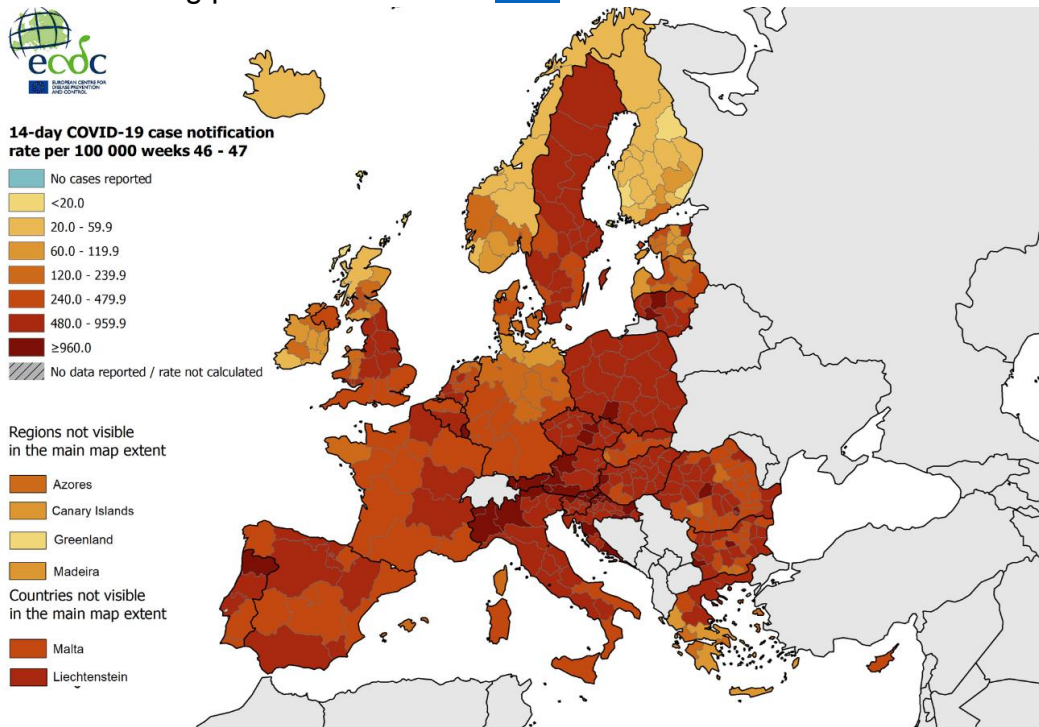 ecdc
EUROPEAN CENTRE FOR
DISEASE PREVENTION
AND CONTROL
14-day COVID-19 case notification
rate per 100 000 weeks 46 - 47
No cases reported
<20.0
20.0 - 59.9
60.0 - 119.9
120.0 - 239.9
240.0 - 479.9
480.0 - 959.9
≥960.0
No data reported / rate not calculated
Regions not visible
in the main map extent
Azores
Canary Islands
Greenland
Madeira
Countries not visible
in the main map extent
Malta
Liechtenstein